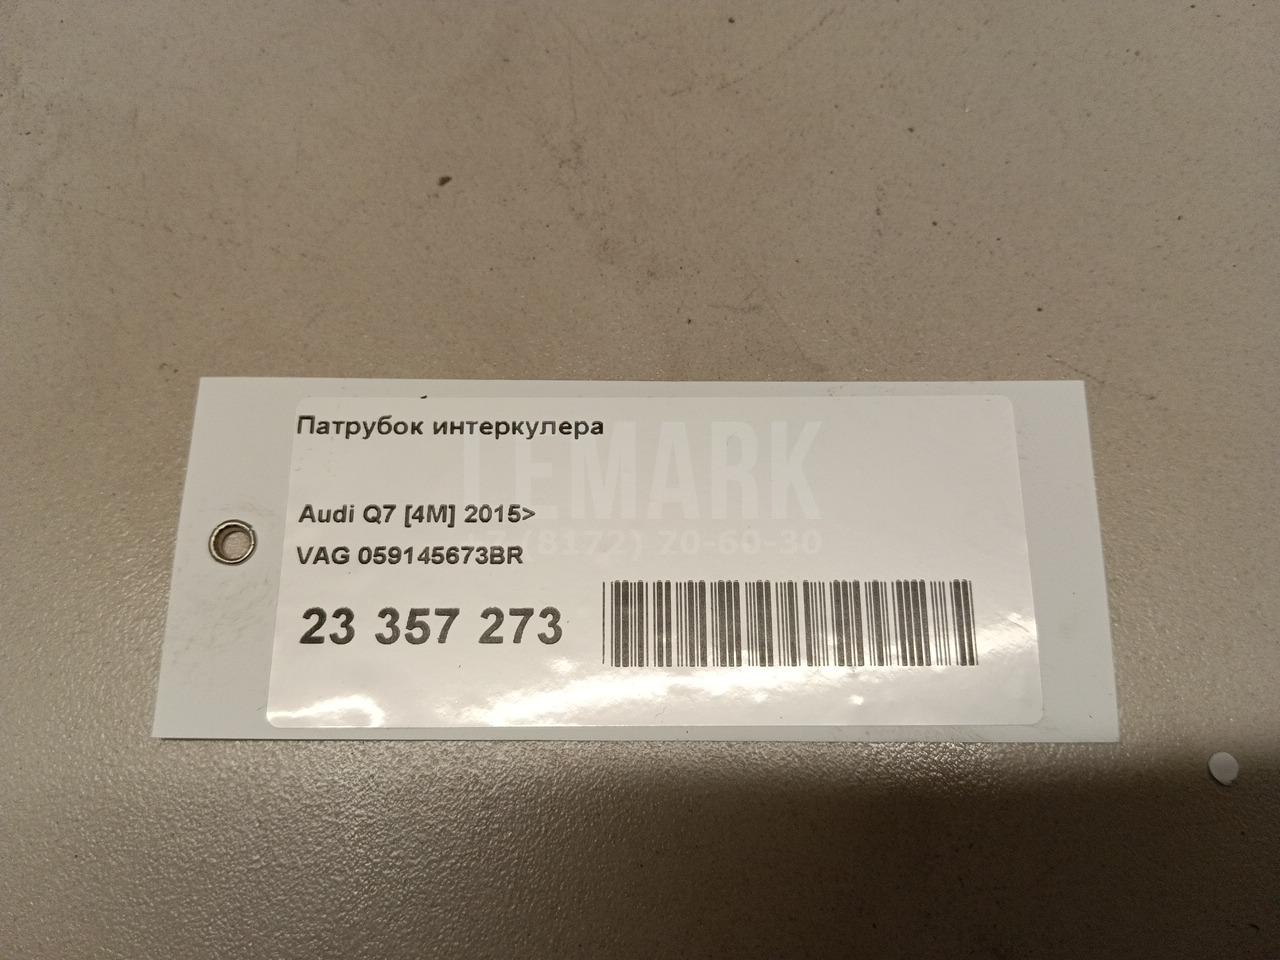 Патрубок интеркулера
LEMARK
Audi Q7 [4M] 2015>
(8172) 70-60-30
VAG 059145673BR
23 357 273